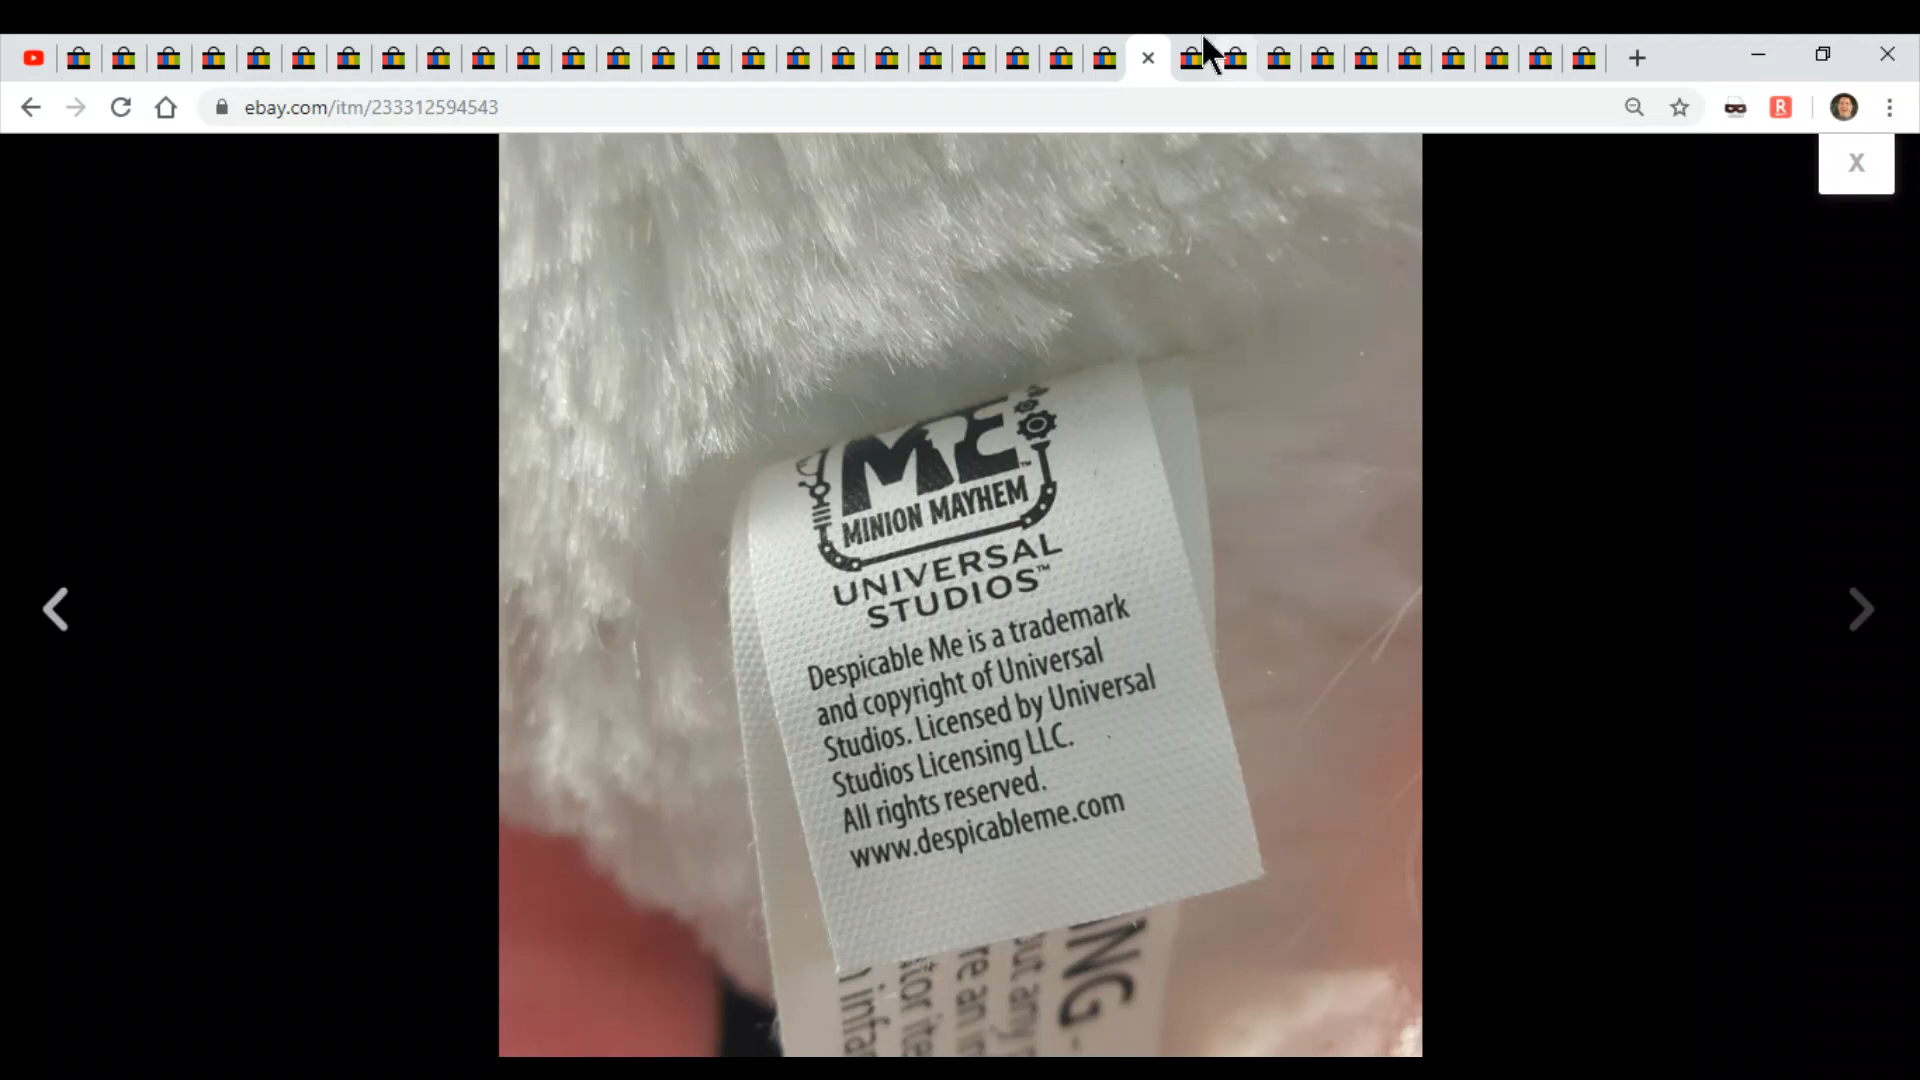 ebay.com/itm/233312594543
R
X
ME™
MINION MAYHEM
UNIVERSAL
STUDIOS™
Despicable Me is a trademark
and copyright of Universal
Studios. Licensed by Universal
Studios Licensing LLC.
All rights reserved.
www.despicableme.com